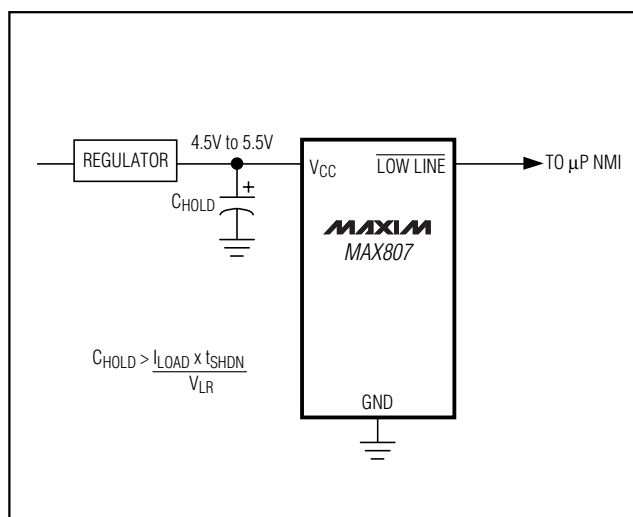 REGULATOR
4.5V to 5.5V
+
CHOLD
VCC
LOW LINE
TO μP NMI
MAXIM
MAX807
CHOLD > ILOAD x tSHDN
VLR
GND